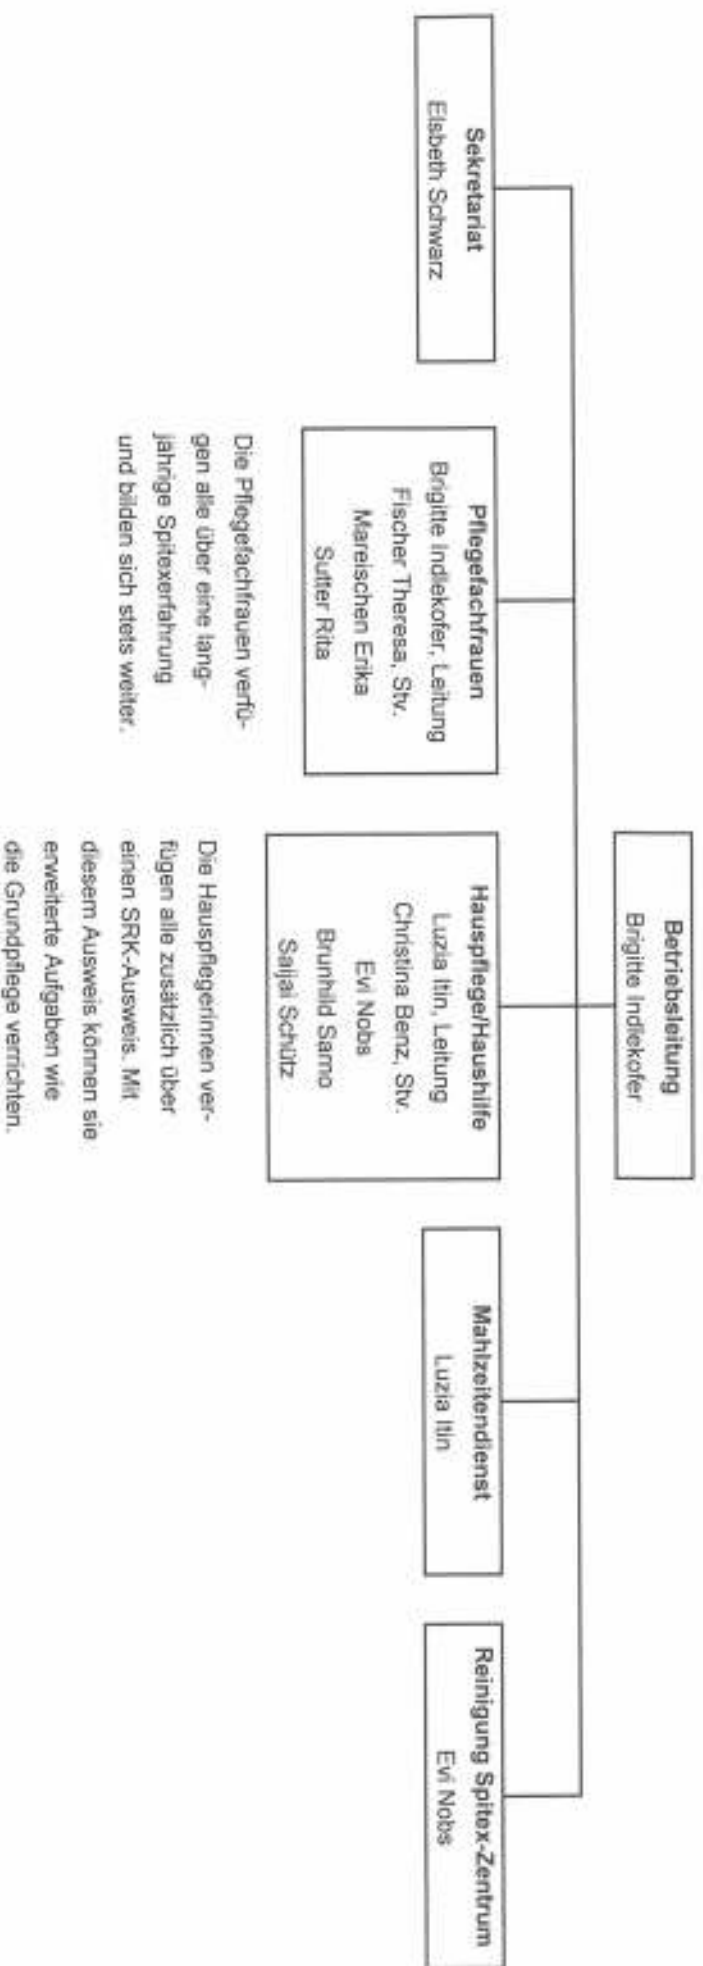 Betriebsleitung
Brigitte Indlekofer
Sekretariat
Elsbeth Schwarz
Pflegefachfrauen
Brigitte Indlekofer, Leitung
Fischer Theresa, Stv.
Mareischen Erika
Sutter Rita
Die Pflegefachfrauen verfü-
gen alle über eine lang-
jährige Spitexerfahrung
und bilden sich stets weiter.
Hauspflege/Haushilfe
Luzia Itin, Leitung
Christina Benz, Stv.
Evi Nobs
Brunhild Samo
Saijai Schütz
Die Hauspflegerinnen ver-
fügen alle zusätzlich über
einen SRK-Ausweis. Mit
diesem Ausweis können sie
erweiterte Aufgaben wie
die Grundpflege verrichten.
Mahlzeitendienst
Luzia Itin
Reinigung Spitex-Zentrum
Evi Nobs